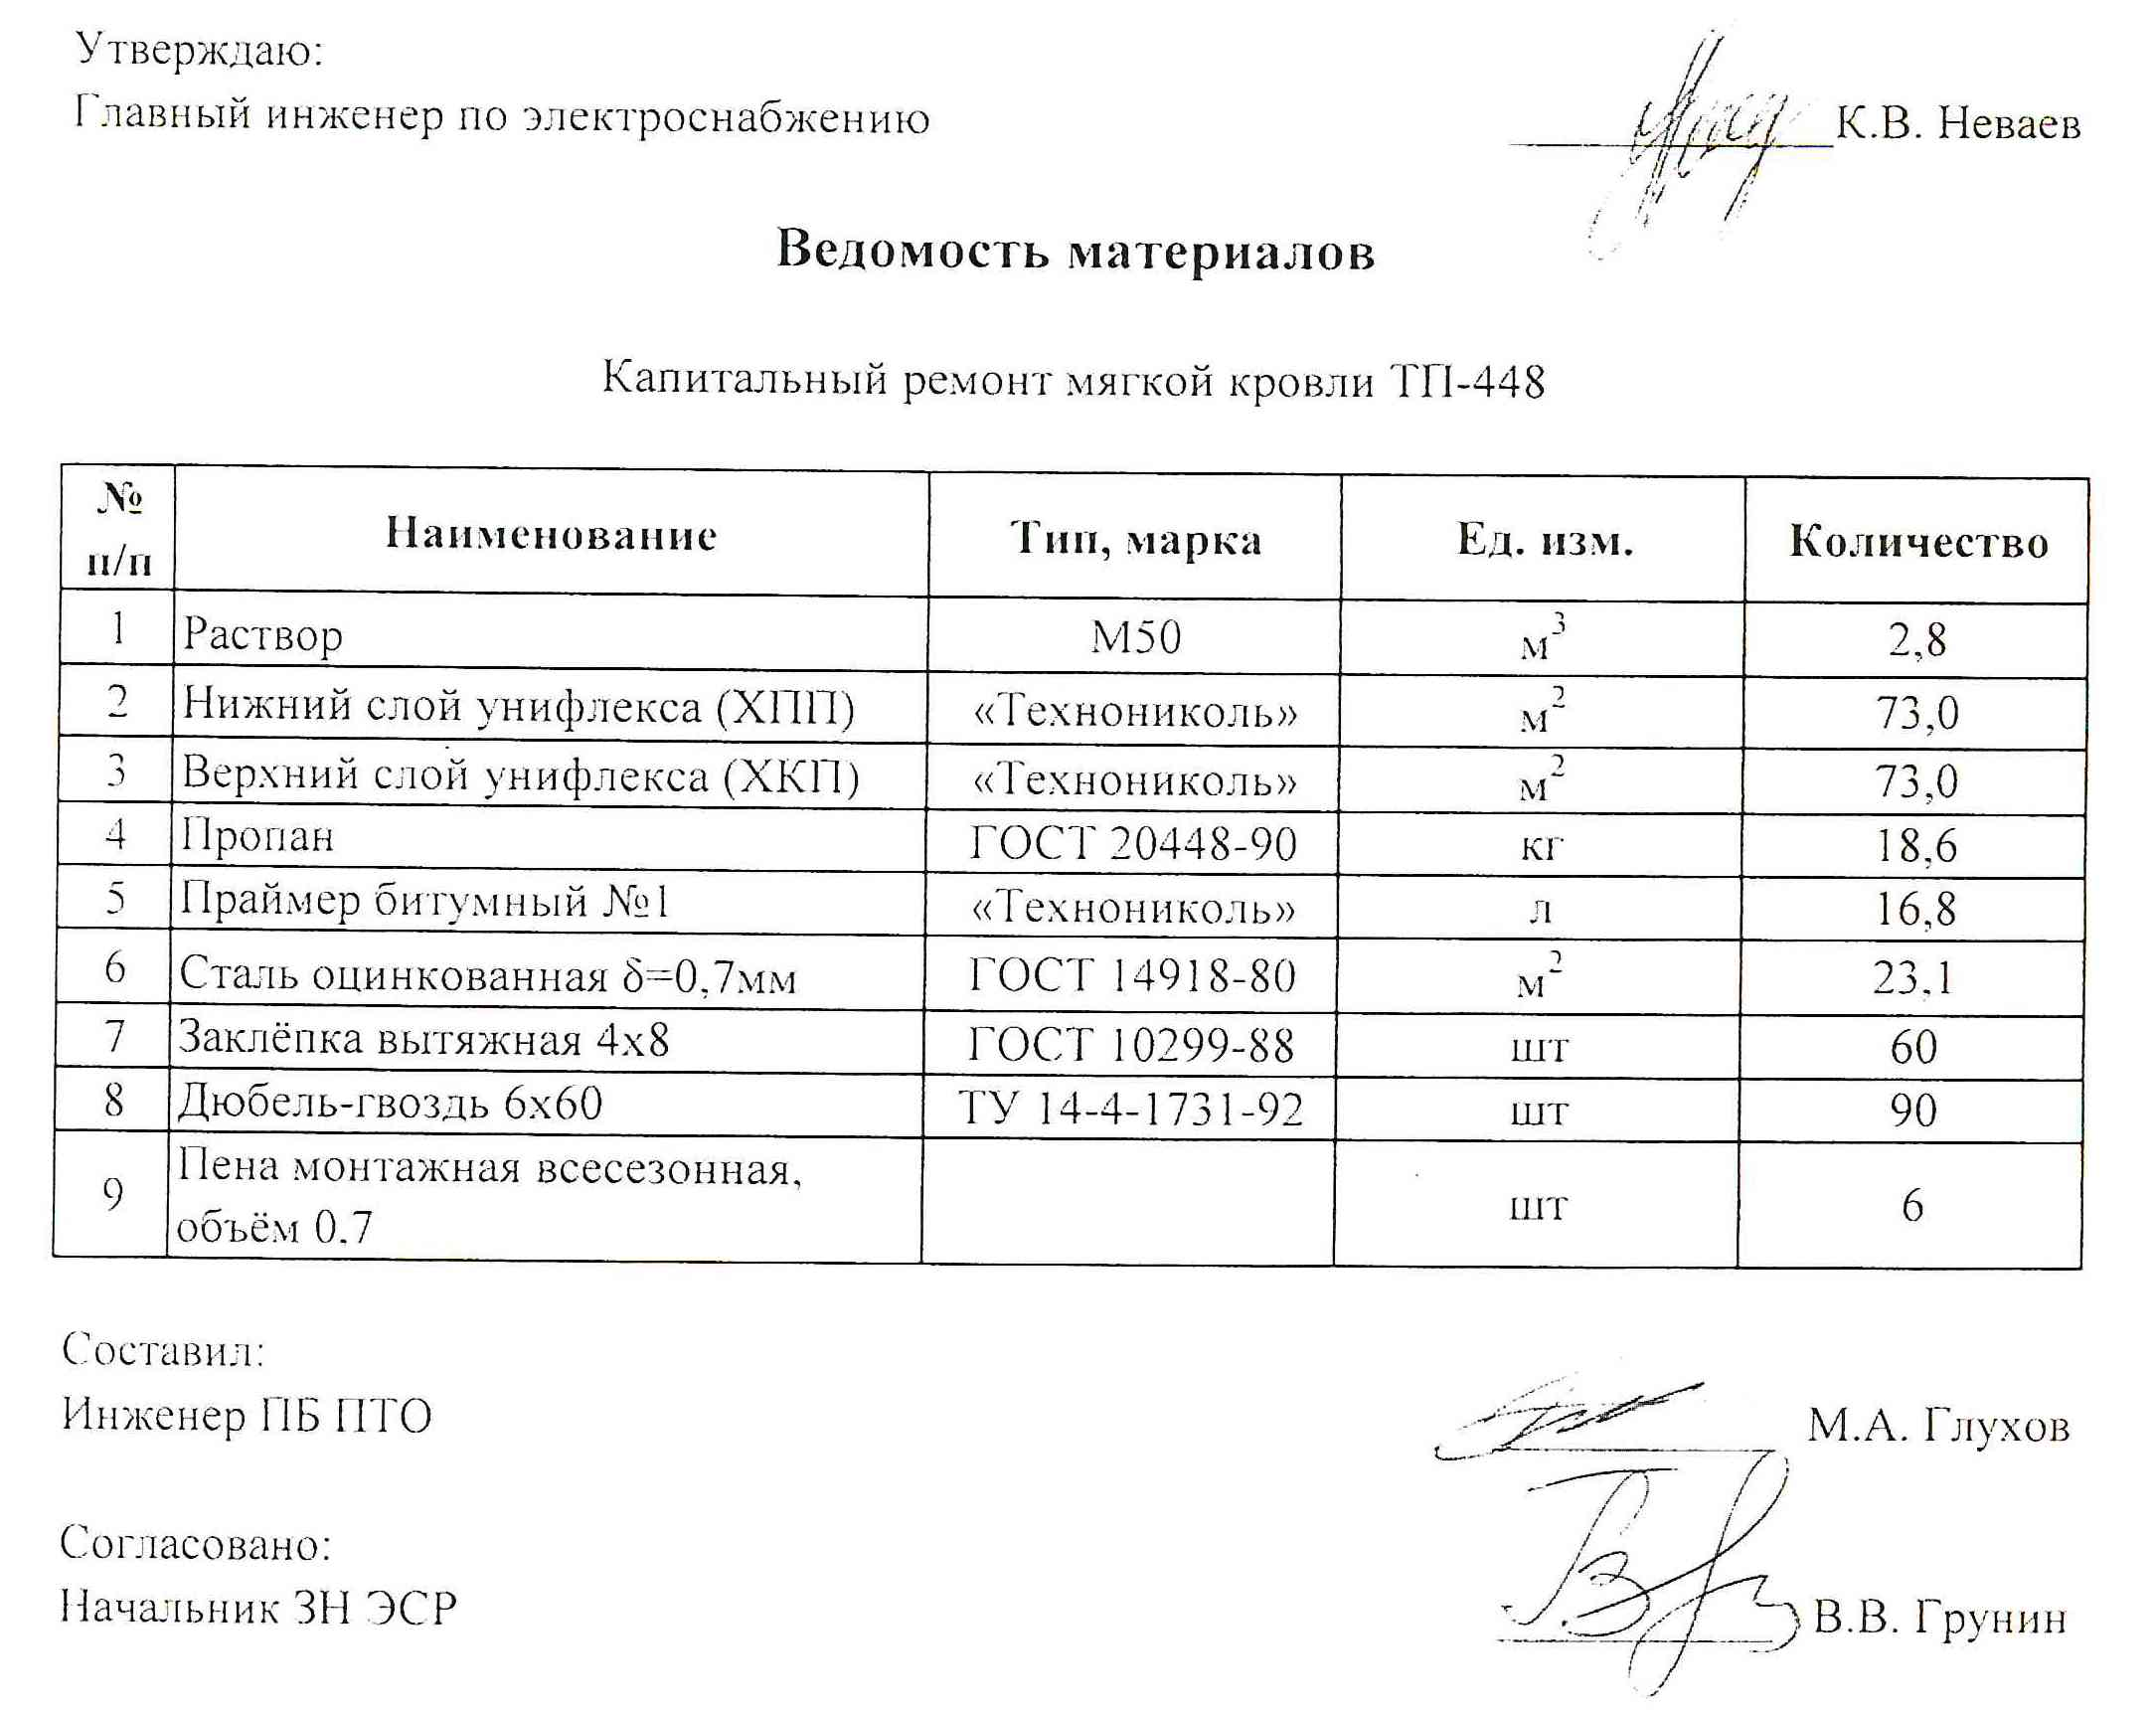 Утверждаю:
Главный инженер по электроснабжению
К.В. Неваев
Ведомость материалов
Капитальный ремонт мягкой кровли ТП-448
№ п/п Наименование Тип, марка Ед. изм. Количество
1 Раствор М50 м³ 2,8
2 Нижний слой унифлекса (ХПП) «Технониколь» м² 73,0
3 Верхний слой унифлекса (ХКП) «Технониколь» м² 73,0
4 Пропан ГОСТ 20448-90 кг 18,6
5 Праймер битумный №1 «Технониколь» л 16,8
6 Сталь оцинкованная δ=0,7мм ГОСТ 14918-80 м² 23,1
7 Заклёпка вытяжная 4х8 ГОСТ 10299-88 шт 60
8 Дюбель-гвоздь 6х60 ТУ 14-4-1731-92 шт 90
9 Пена монтажная всесезонная,
объём 0.7 шт 6
Составил:
Инженер ПБ ПТО М.А. Глухов
Согласовано:
Начальник ЗН ЭСР В.В. Грунин